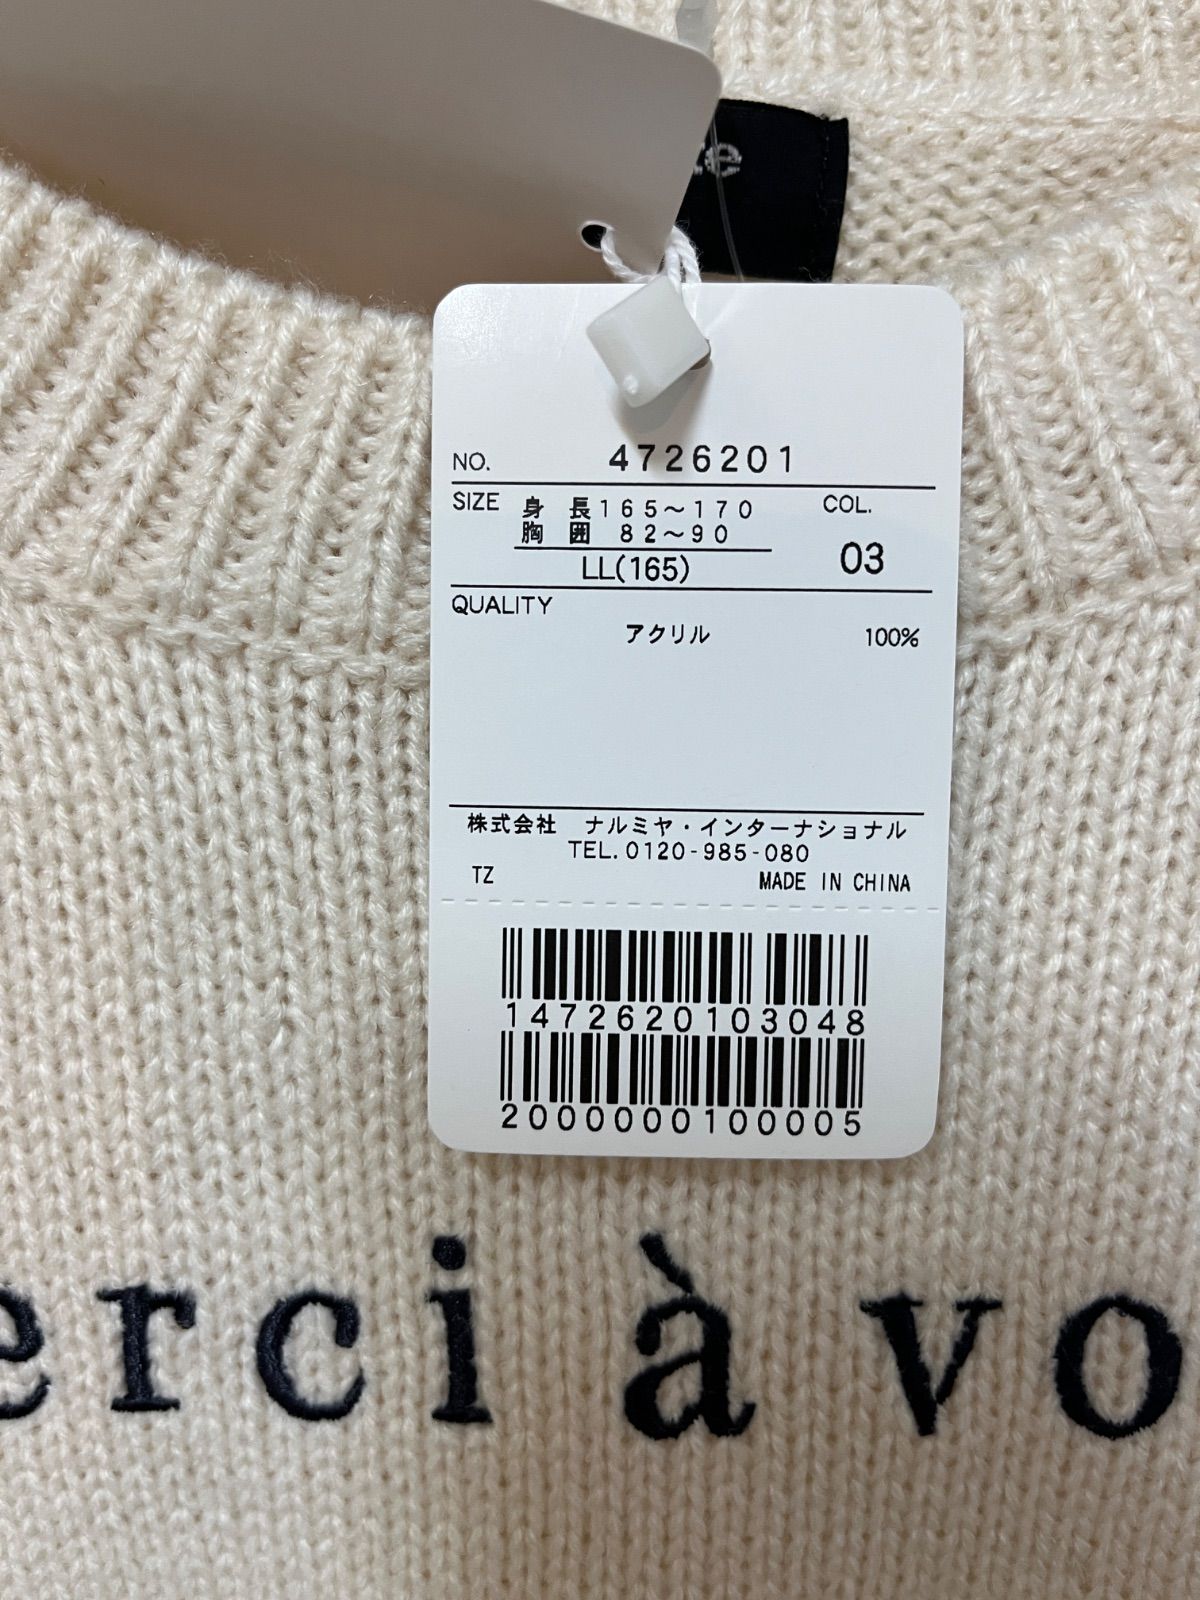 NO. 4726201
SIZE 身 長165～170 COL.
胸 囲 82～90
LL(165) 03
QUALITY
アクリル 100%
株式会社 ナルミヤ・インターナショナル
TEL.0120-985-080
TZ MADE IN CHINA
1472620103048
2000000100005
erci à vo